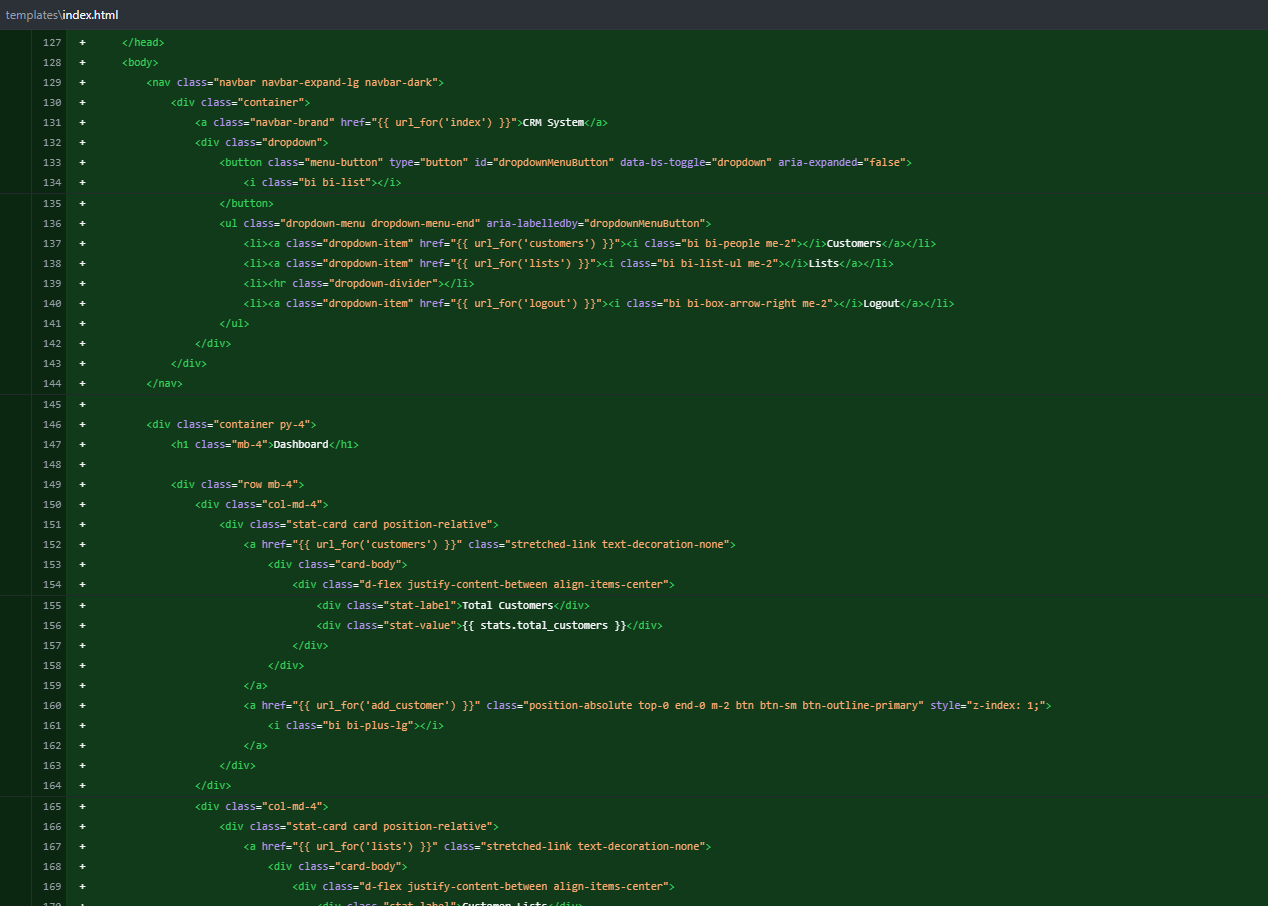 templates\index.html
127 + </head>
128 + <body>
129 + <nav class="navbar navbar-expand-lg navbar-dark">
130 + <div class="container">
131 + <a class="navbar-brand" href="{{ url_for('index') }}">CRM System</a>
132 + <div class="dropdown">
133 + <button class="menu-button" type="button" id="dropdownMenuButton" data-bs-toggle="dropdown" aria-expanded="false">
134 + <i class="bi bi-list"></i>
135 + </button>
136 + <ul class="dropdown-menu dropdown-menu-end" aria-labelledby="dropdownMenuButton">
137 + <li><a class="dropdown-item" href="{{ url_for('customers') }}"><i class="bi bi-people me-2"></i>Customers</a></li>
138 + <li><a class="dropdown-item" href="{{ url_for('lists') }}"><i class="bi bi-list-ul me-2"></i>Lists</a></li>
139 + <li><hr class="dropdown-divider"></li>
140 + <li><a class="dropdown-item" href="{{ url_for('logout') }}"><i class="bi bi-box-arrow-right me-2"></i>Logout</a></li>
141 + </ul>
142 + </div>
143 + </div>
144 + </nav>
145 +
146 + <div class="container py-4">
147 + <h1 class="mb-4">Dashboard</h1>
148 +
149 + <div class="row mb-4">
150 + <div class="col-md-4">
151 + <div class="stat-card card position-relative">
152 + <a href="{{ url_for('customers') }}" class="stretched-link text-decoration-none">
153 + <div class="card-body">
154 + <div class="d-flex justify-content-between align-items-center">
155 + <div class="stat-label">Total Customers</div>
156 + <div class="stat-value">{{ stats.total_customers }}</div>
157 + </div>
158 + </div>
159 + </a>
160 + <a href="{{ url_for('add_customer') }}" class="position-absolute top-0 end-0 m-2 btn btn-sm btn-outline-primary" style="z-index: 1;">
161 + <i class="bi bi-plus-lg"></i>
162 + </a>
163 + </div>
164 + </div>
165 + <div class="col-md-4">
166 + <div class="stat-card card position-relative">
167 + <a href="{{ url_for('lists') }}" class="stretched-link text-decoration-none">
168 + <div class="card-body">
169 + <div class="d-flex justify-content-between align-items-center">
170 + <div class="stat-label">Customer Lists</div>